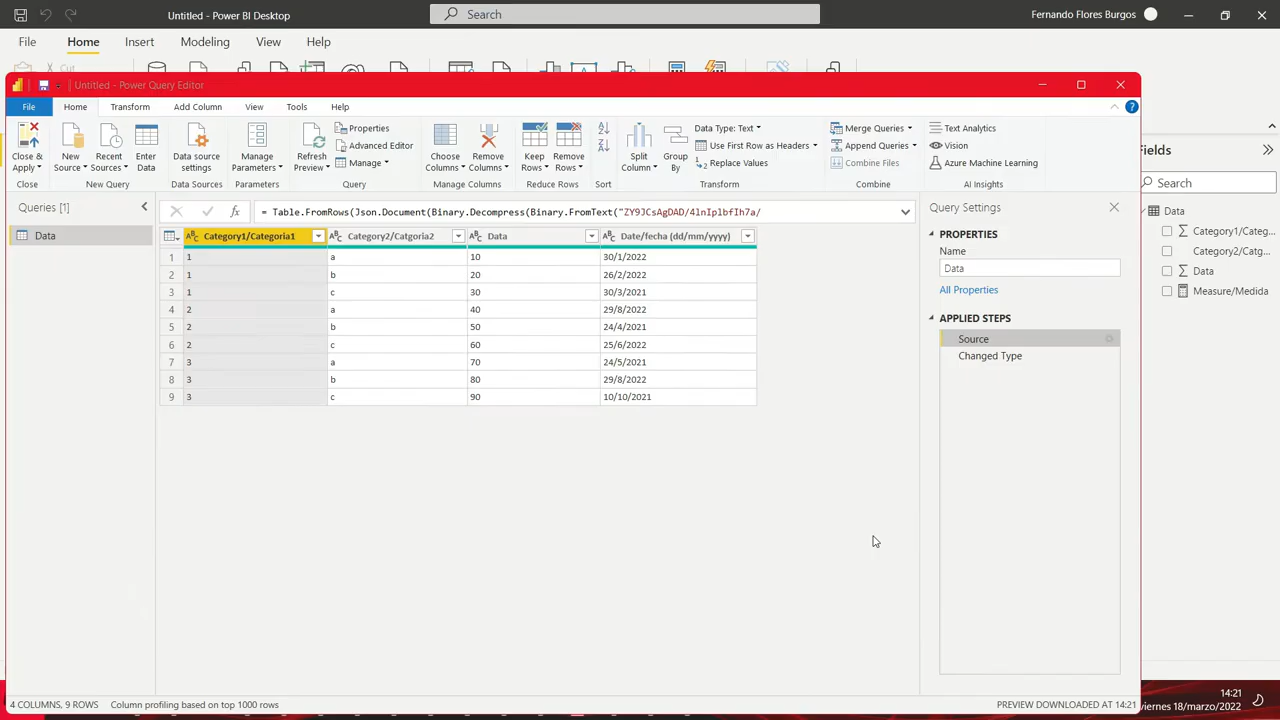 Untitled - Power BI Desktop
Search
Fernando Flores Burgos
File Home Insert Modeling View Help
Untitled - Power Query Editor
File Home Transform Add Column View Tools Help
Close & Apply
New Source
Recent Sources
Enter Data
Data source settings
Manage Parameters
Refresh Preview
Properties
Advanced Editor
Manage
Choose Columns
Remove Columns
Keep Rows
Remove Rows
Split Column
Group By
Data Type: Text
Use First Row as Headers
Replace Values
Merge Queries
Append Queries
Combine Files
Text Analytics
Vision
Azure Machine Learning
Close
New Query
Data Sources
Parameters
Query
Manage Columns
Reduce Rows
Sort
Transform
Combine
AI Insights
Fields
Search
Data
Category1/Categ...
Category2/Catg...
Data
Measure/Medida
Queries [1]
Data
= Table.FromRows(Json.Document(Binary.Decompress(Binary.FromText("ZY9JCsAgDAD/4lnIplbfIh7a/
Category1/Categoria1 Category2/Catgoria2 Data Date/fecha (dd/mm/yyyy)
1 1 a 10 30/1/2022
2 1 b 20 26/2/2022
3 1 c 30 30/3/2021
4 2 a 40 29/8/2022
5 2 b 50 24/4/2021
6 2 c 60 25/6/2022
7 3 a 70 24/5/2021
8 3 b 80 29/8/2022
9 3 c 90 10/10/2021
Query Settings
PROPERTIES
Name
Data
All Properties
APPLIED STEPS
Source
Changed Type
4 COLUMNS, 9 ROWS Column profiling based on top 1000 rows
PREVIEW DOWNLOADED AT 14:21
14:21
viernes 18/marzo/2022